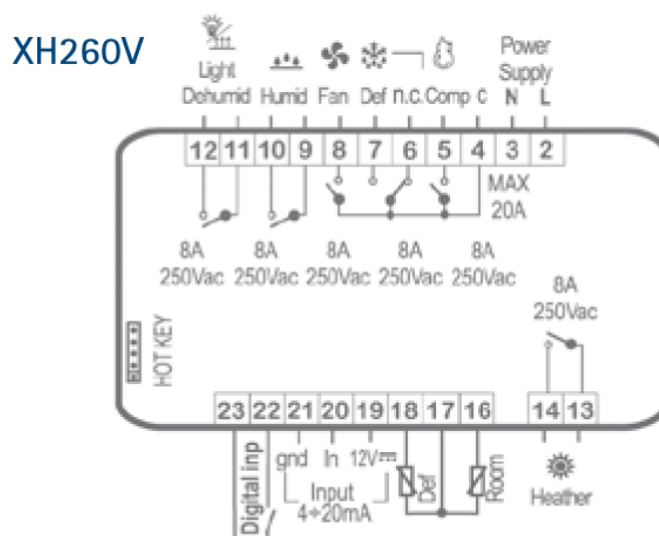 XH260V
Light
Power
Supply
Dehumid Humid Fan Def n.c. Comp c N L
12 11 10 9 8 7 6 5 4 3 2
MAX
20A
8A 8A 8A 8A 8A
250Vac 250Vac 250Vac 250Vac 250Vac
8A
250Vac
HOT KEY
23 22 21 20 19 18 17 16 14 13
Digital inp
gnd In 12V
Def
Room
Input
4÷20mA
Heather